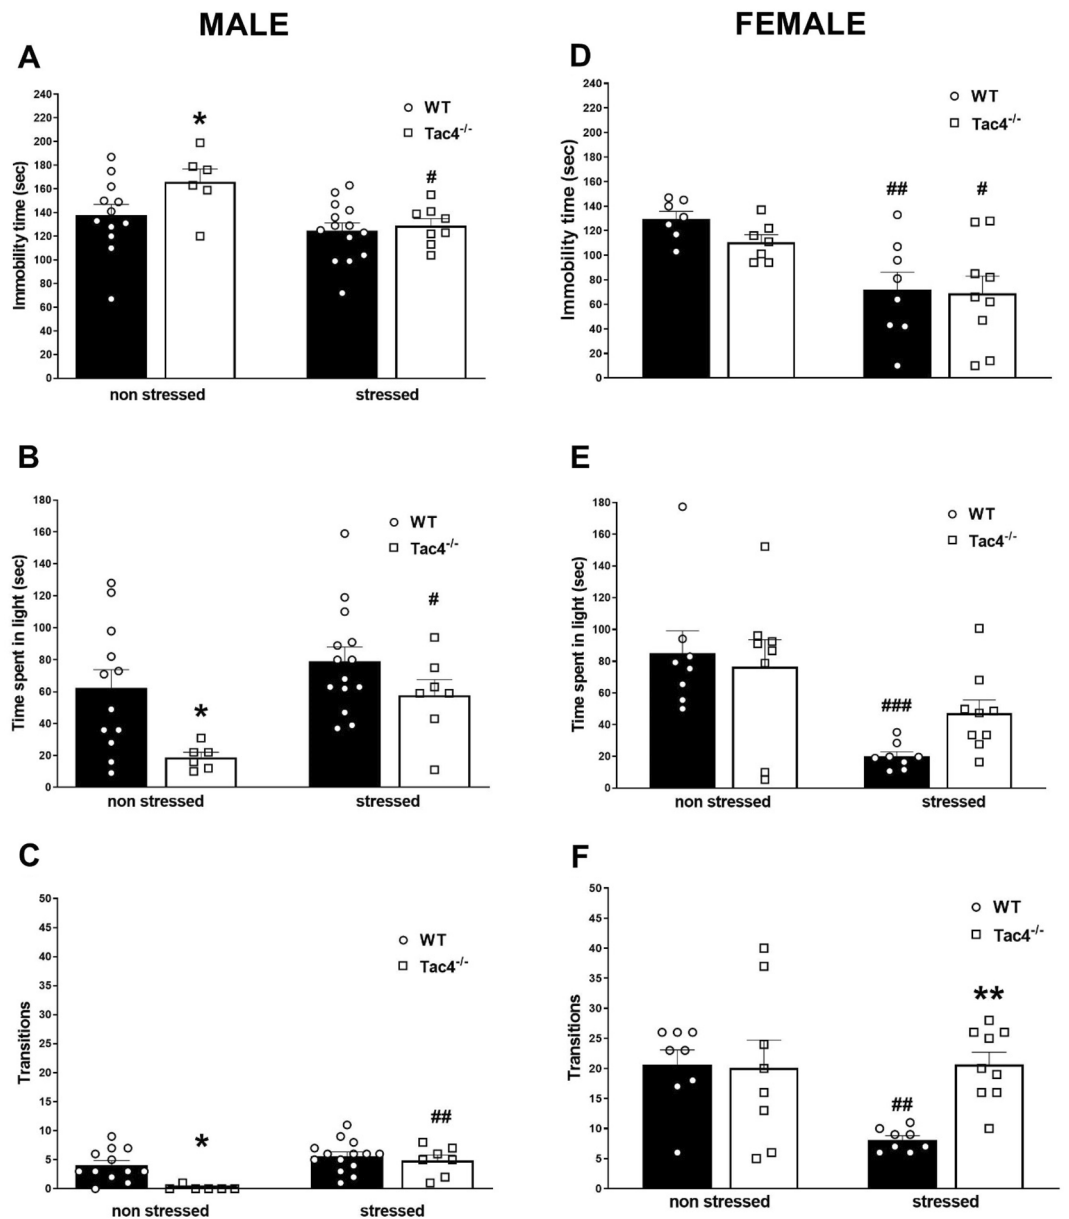 MALE
FEMALE
A
Immobility time (sec)
240
220
200
180
160
140
120
100
80
60
40
20
0
*
#
WT
Tac4-/-
non stressed
stressed
D
Immobility time (sec)
240
220
200
180
160
140
120
100
80
60
40
20
0
##
#
WT
Tac4-/-
non stressed
stressed
B
Time spent in light (sec)
180
160
140
120
100
80
60
40
20
0
*
#
WT
Tac4-/-
non stressed
stressed
E
Time spent in light (sec)
180
160
140
120
100
80
60
40
20
0
###
WT
Tac4-/-
non stressed
stressed
C
Transitions
50
45
40
35
30
25
20
15
10
5
0
*
##
WT
Tac4-/-
non stressed
stressed
F
Transitions
50
45
40
35
30
25
20
15
10
5
0
##
**
WT
Tac4-/-
non stressed
stressed